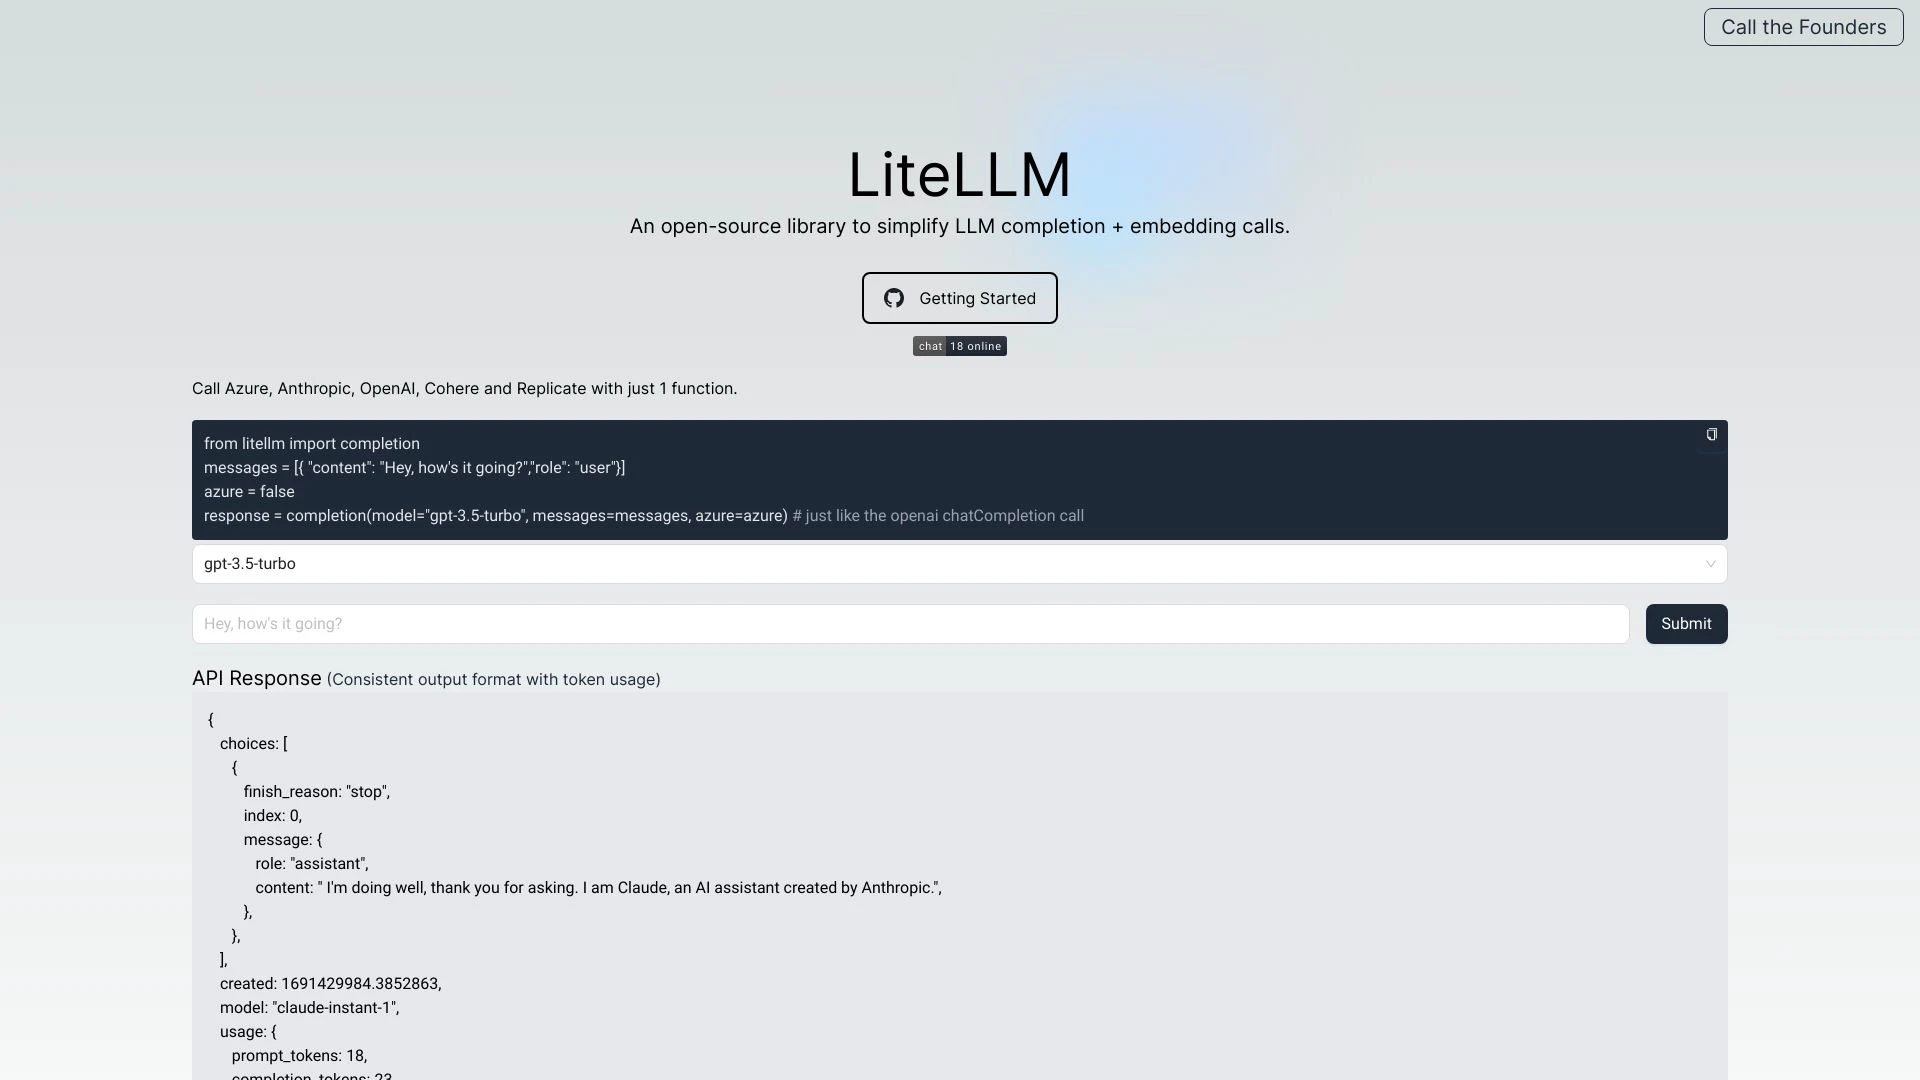 Call the Founders
LiteLLM
An open-source library to simplify LLM completion + embedding calls.
Getting Started
chat 18 online
Call Azure, Anthropic, OpenAI, Cohere and Replicate with just 1 function.
from litellm import completion
messages = [{ "content": "Hey, how's it going?","role": "user"}]
azure = false
response = completion(model="gpt-3.5-turbo", messages=messages, azure=azure) # just like the openai chatCompletion call
gpt-3.5-turbo
Hey, how's it going?
Submit
API Response (Consistent output format with token usage)
{
choices: [
{
finish_reason: "stop",
index: 0,
message: {
role: "assistant",
content: " I'm doing well, thank you for asking. I am Claude, an AI assistant created by Anthropic.",
},
},
],
created: 1691429984.3852863,
model: "claude-instant-1",
usage: {
prompt_tokens: 18,
completion_tokens: 23